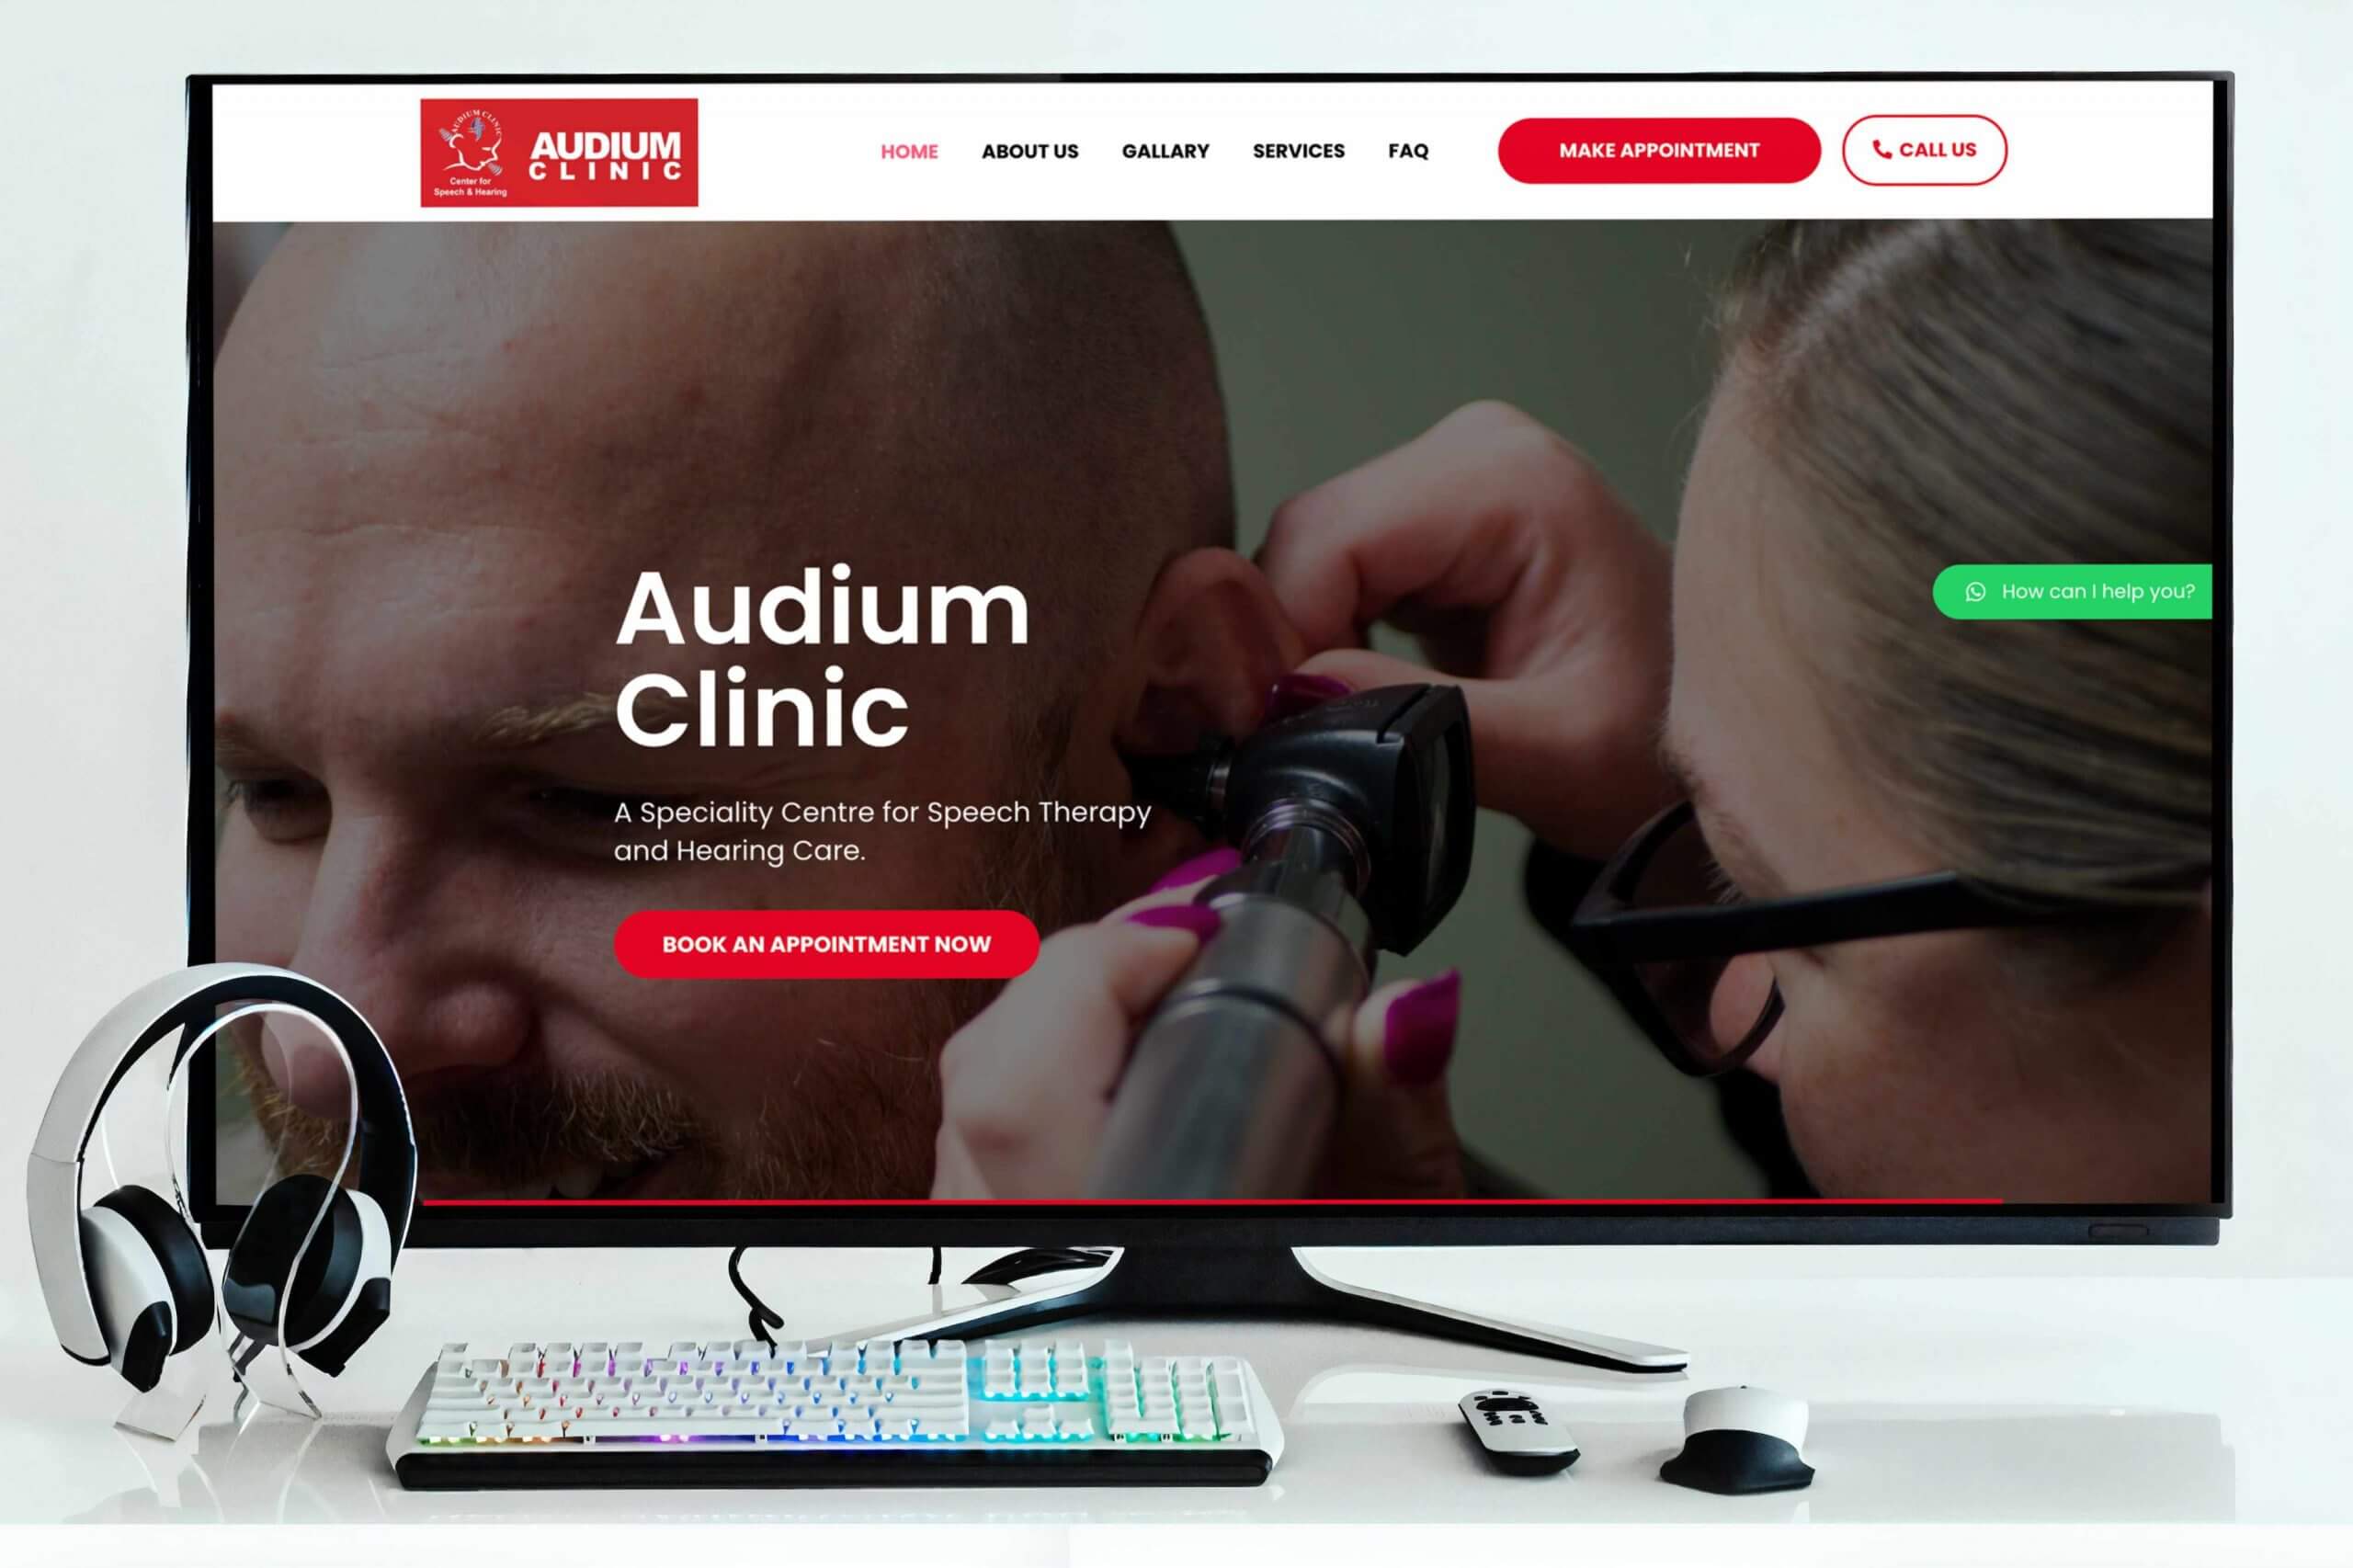 AUDIUM CLINIC
Center for
Speech & Hearing
AUDIUM
CLINIC
HOME
ABOUT US
GALLARY
SERVICES
FAQ
MAKE APPOINTMENT
CALL US
Audium
Clinic
A Speciality Centre for Speech Therapy
and Hearing Care.
BOOK AN APPOINTMENT NOW
How can I help you?